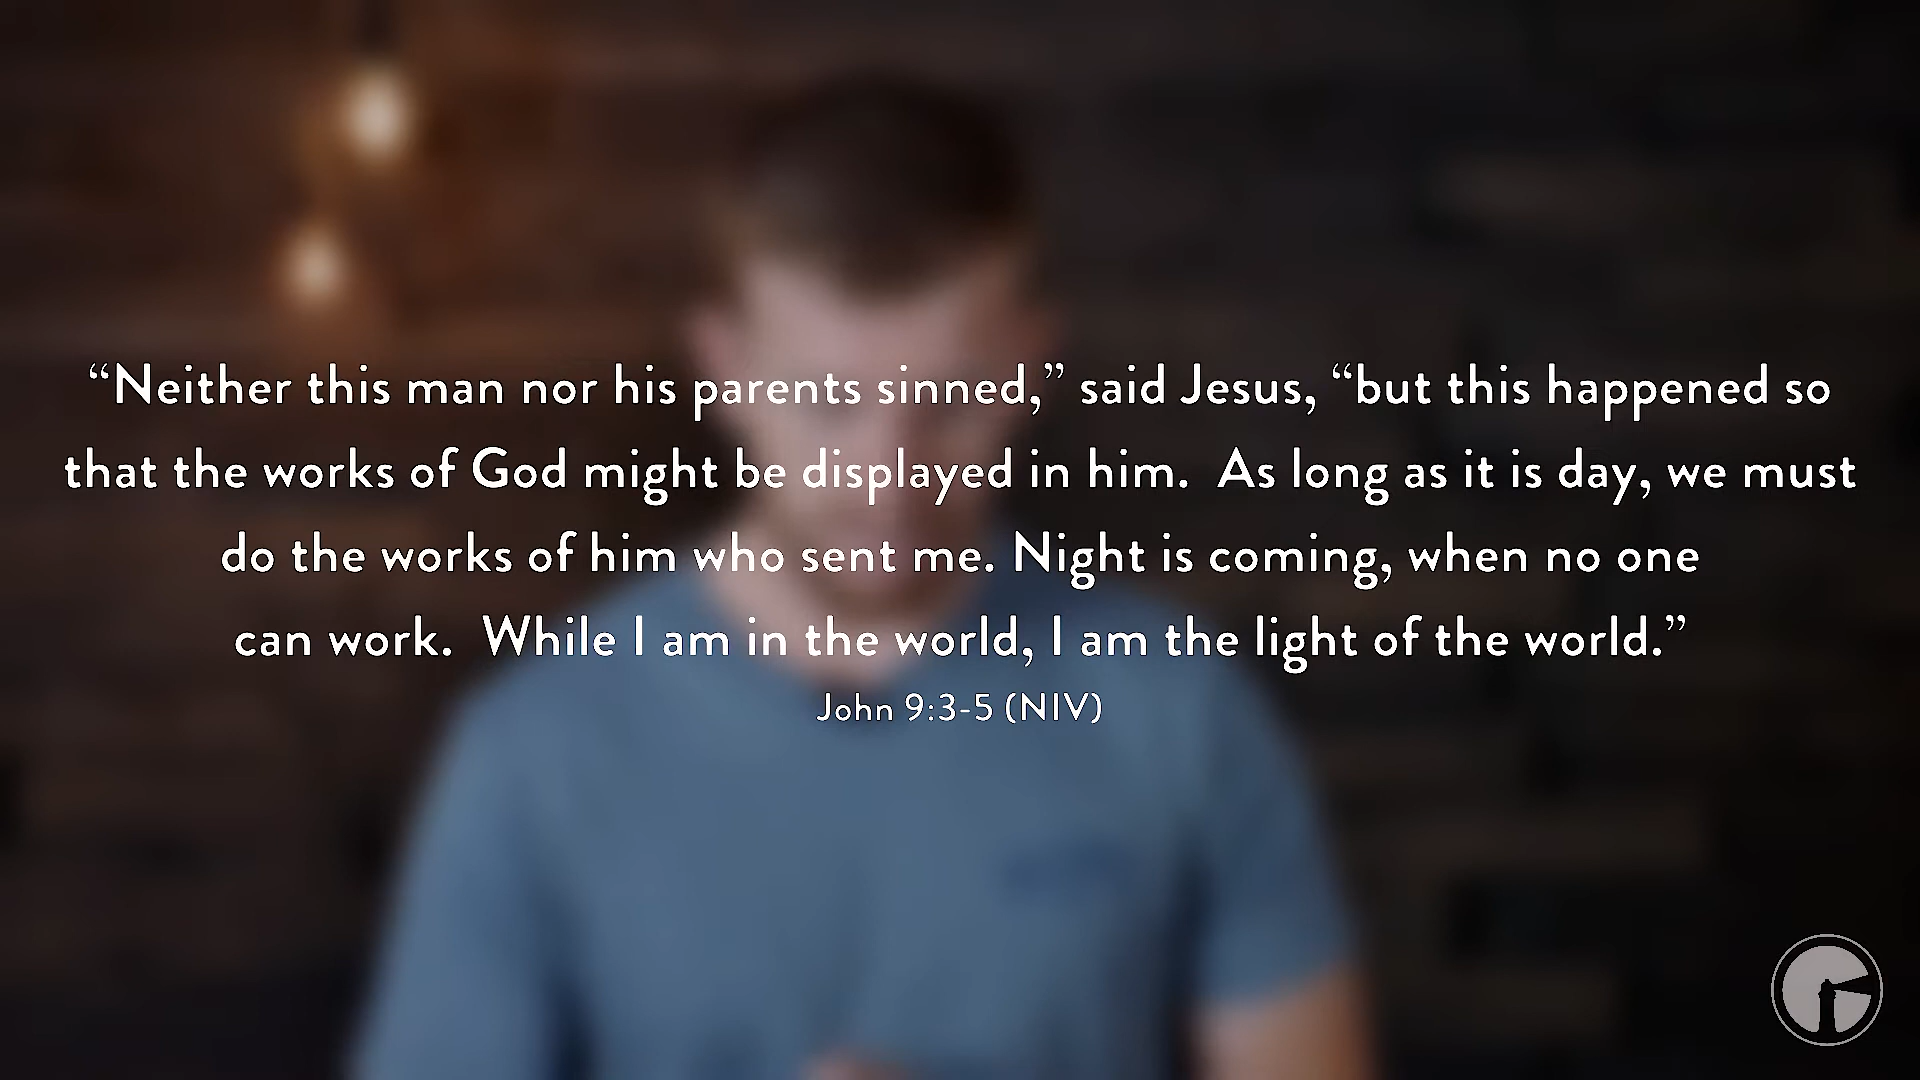 “Neither this man nor his parents sinned,” said Jesus, “but this happened so
that the works of God might be displayed in him.  As long as it is day, we must
do the works of him who sent me. Night is coming, when no one
can work.  While I am in the world, I am the light of the world.”
John 9:3-5 (NIV)